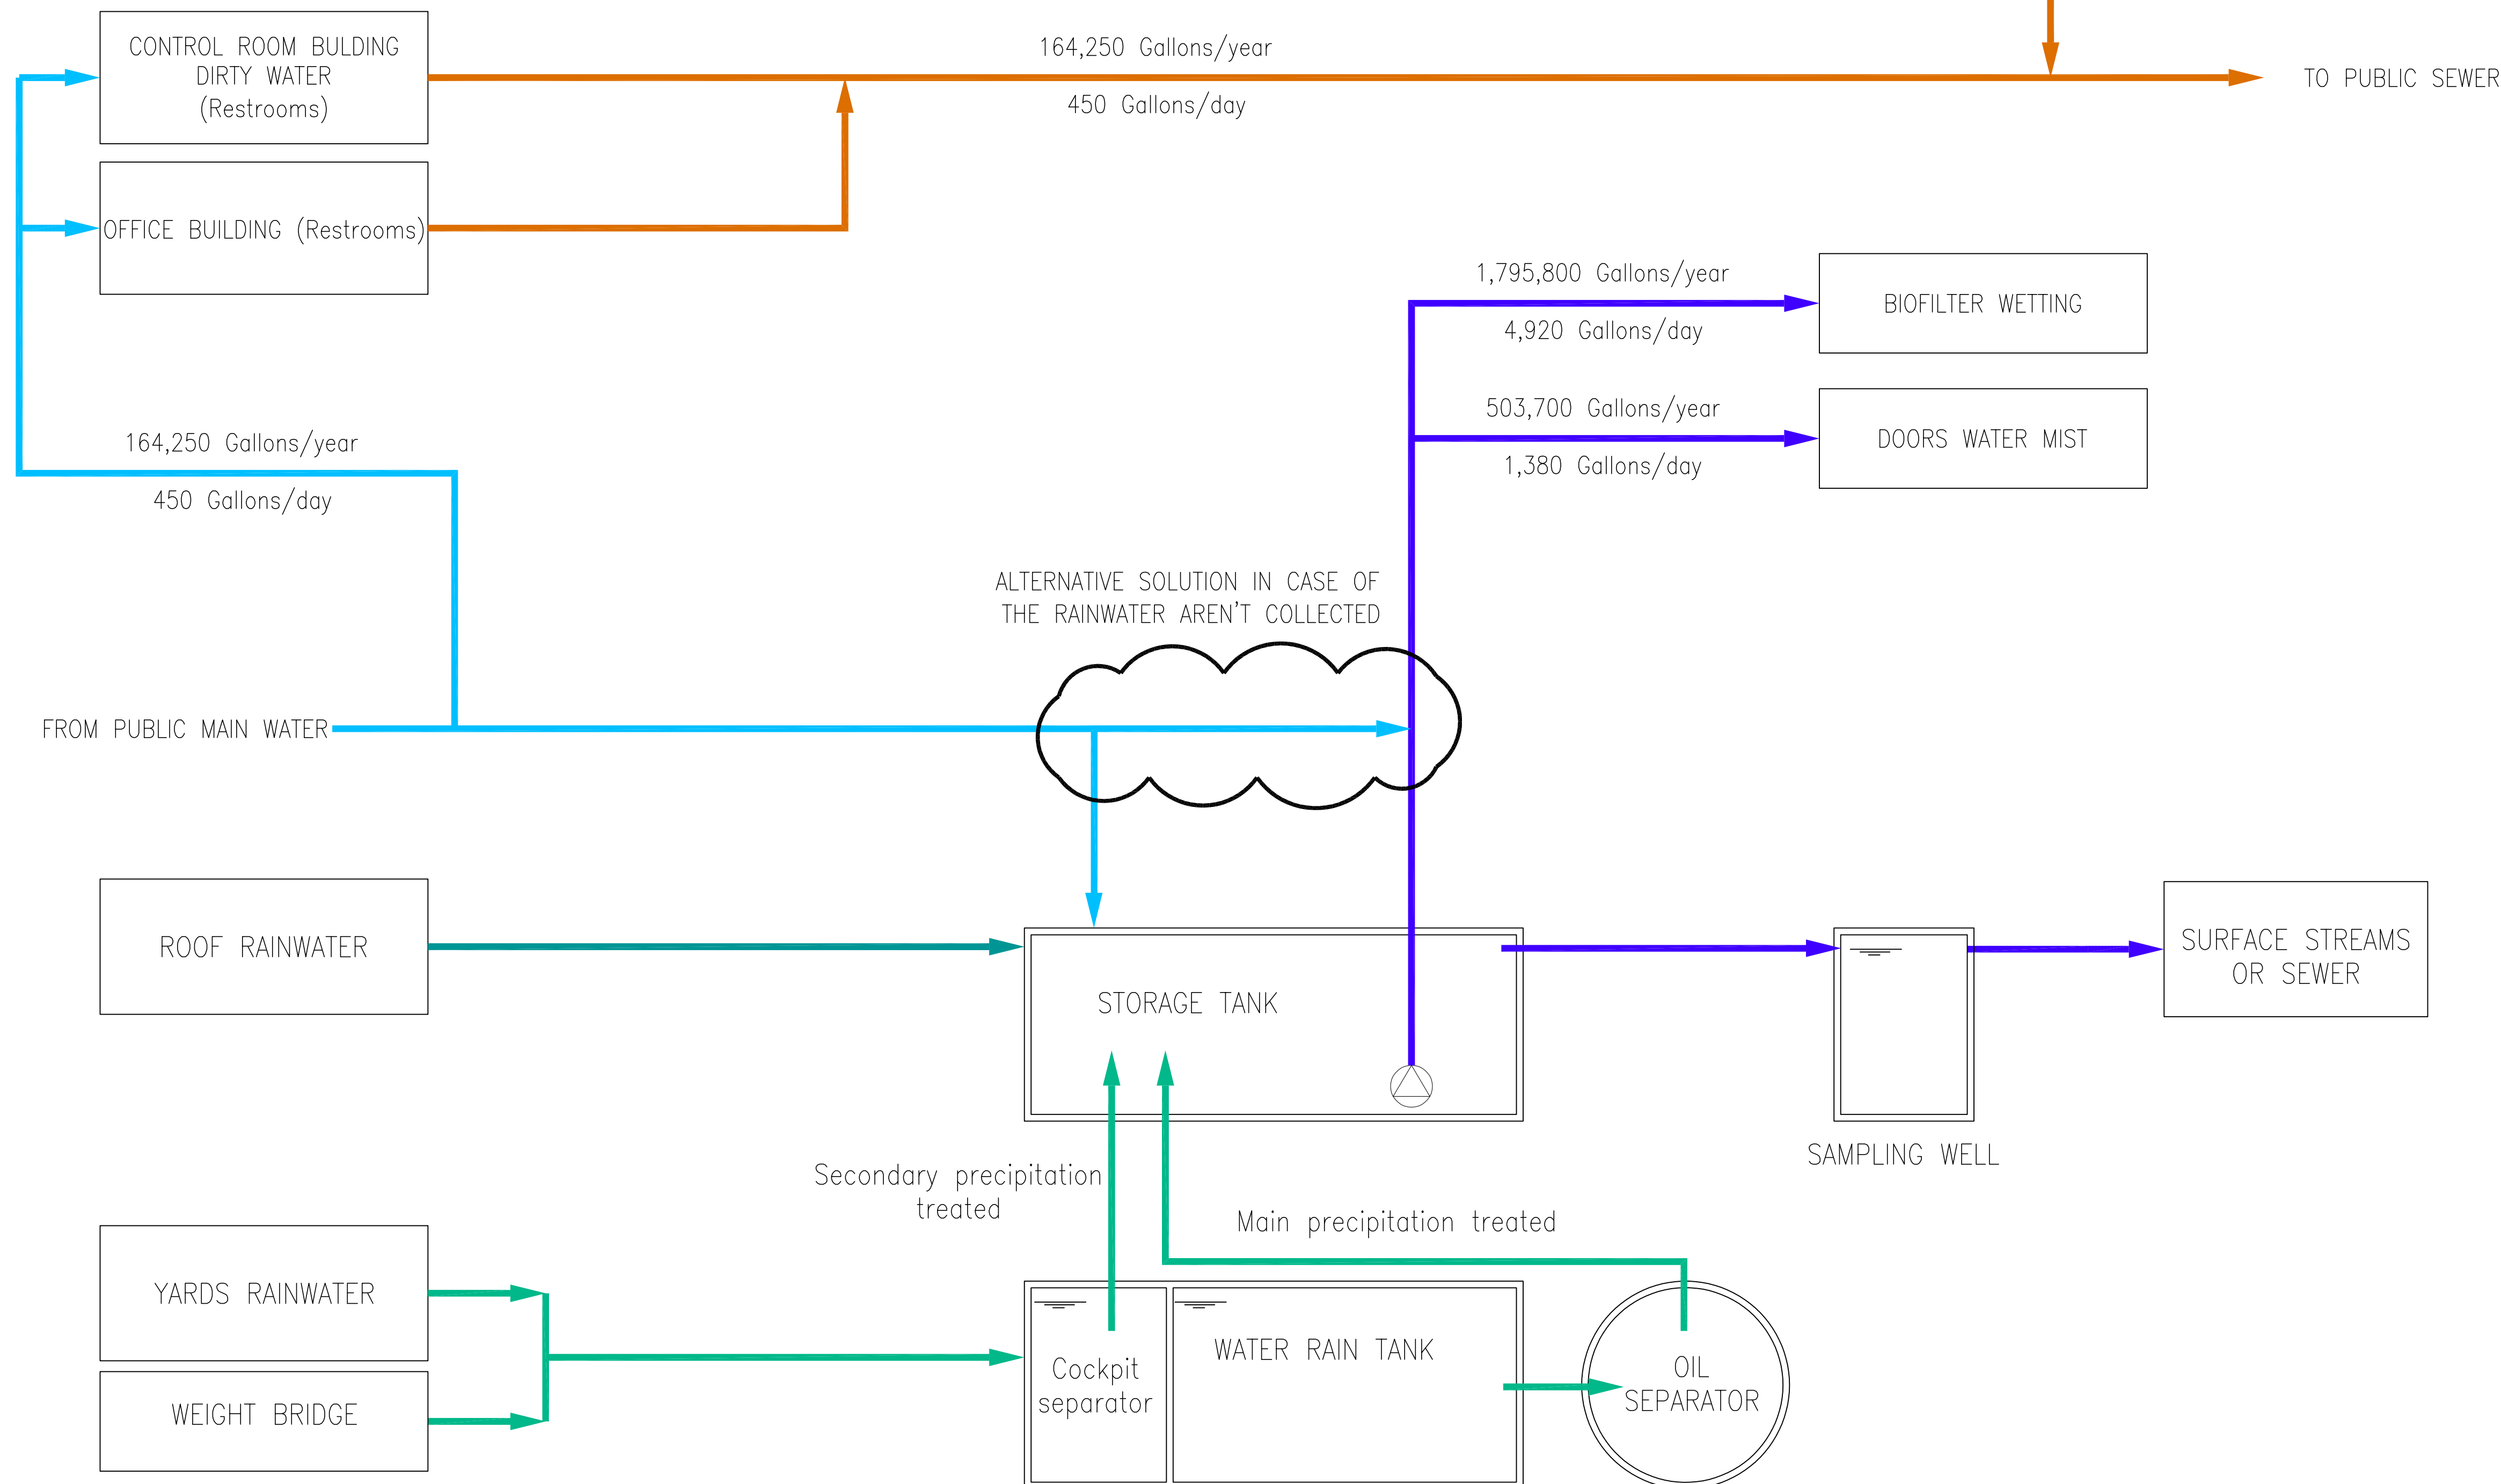 CONTROL ROOM BULDING
DIRTY WATER
(Restrooms)
164,250 Gallons/year
450 Gallons/day
TO PUBLIC SEWER
OFFICE BUILDING (Restrooms)
1,795,800 Gallons/year
4,920 Gallons/day
BIOFILTER WETTING
503,700 Gallons/year
1,380 Gallons/day
DOORS WATER MIST
164,250 Gallons/year
450 Gallons/day
ALTERNATIVE SOLUTION IN CASE OF
THE RAINWATER AREN'T COLLECTED
FROM PUBLIC MAIN WATER
ROOF RAINWATER
STORAGE TANK
SURFACE STREAMS
OR SEWER
SAMPLING WELL
Secondary precipitation
treated
Main precipitation treated
YARDS RAINWATER
WEIGHT BRIDGE
Cockpit
separator
WATER RAIN TANK
OIL
SEPARATOR